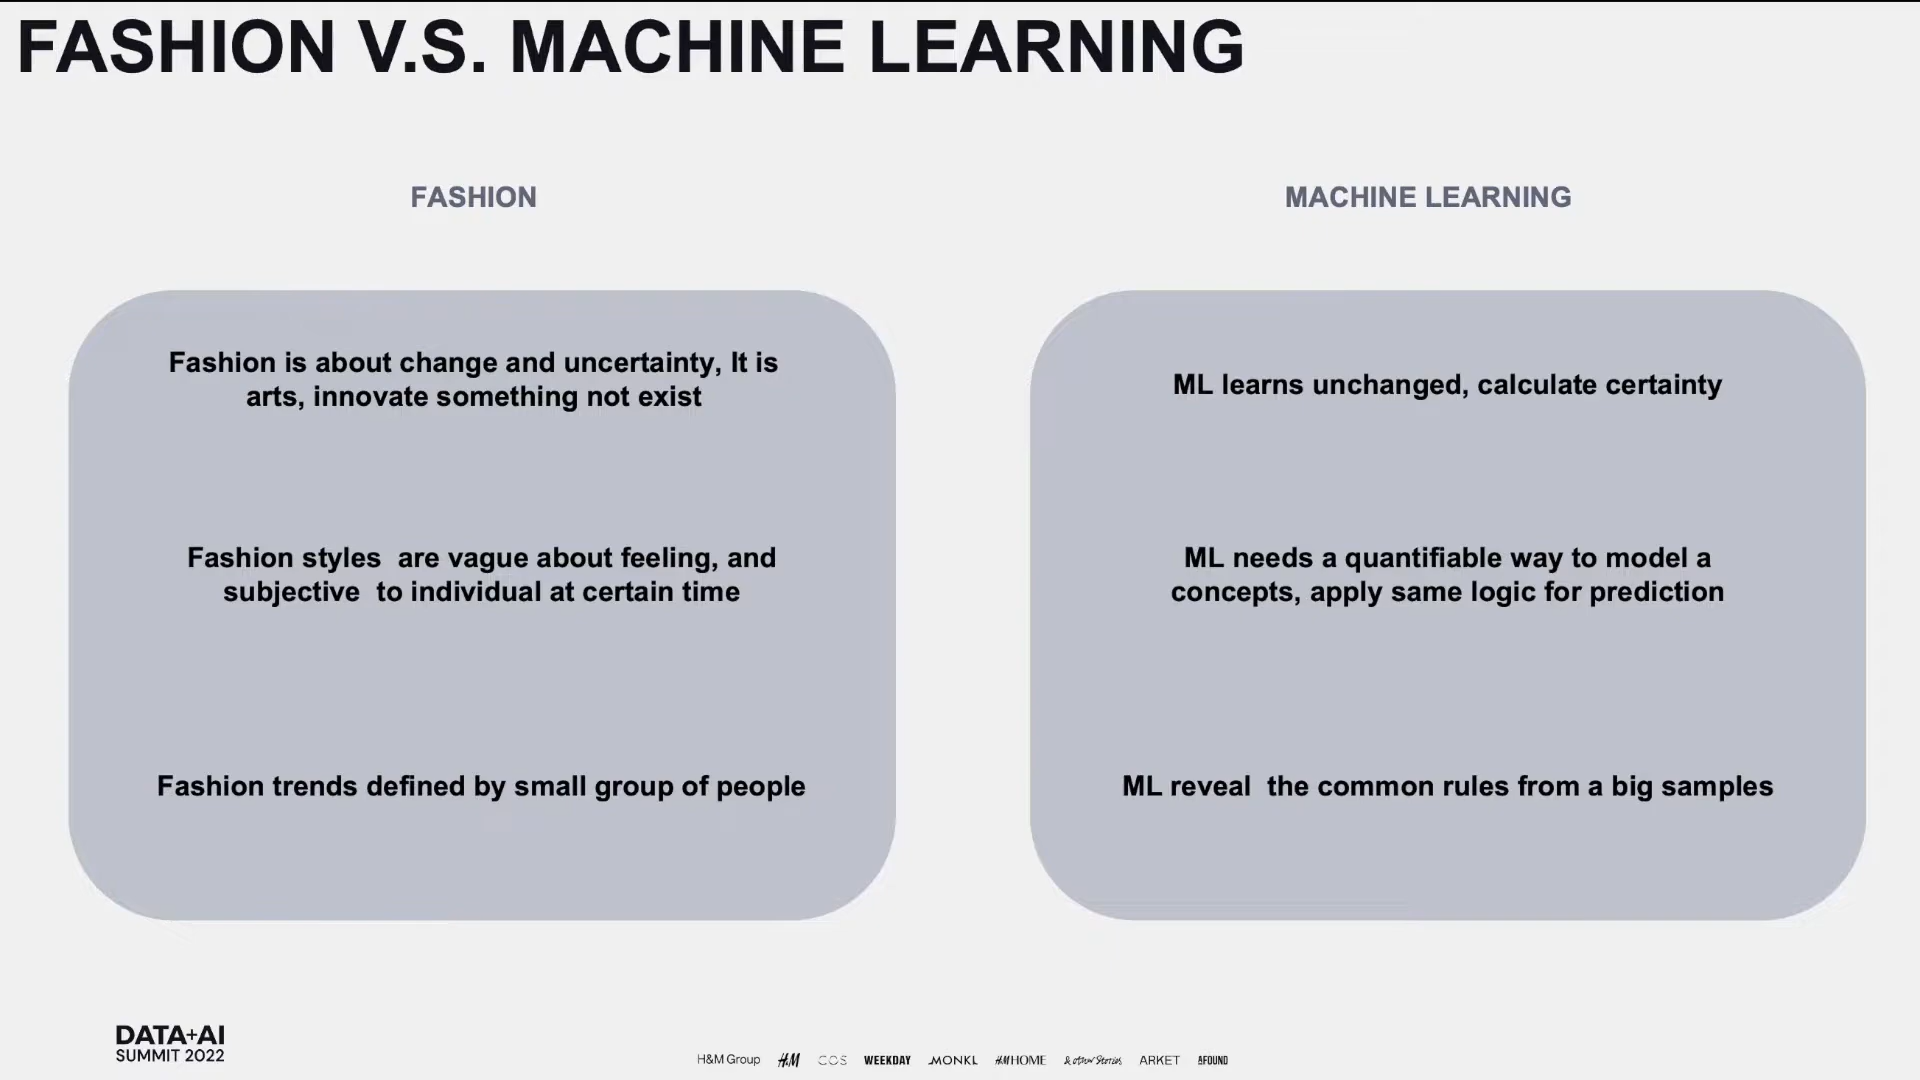 FASHION V.S. MACHINE LEARNING
FASHION
Fashion is about change and uncertainty, It is
arts, innovate something not exist
Fashion styles  are vague about feeling, and
subjective  to individual at certain time
Fashion trends defined by small group of people
MACHINE LEARNING
ML learns unchanged, calculate certainty
ML needs a quantifiable way to model a
concepts, apply same logic for prediction
ML reveal  the common rules from a big samples
DATA+AI
SUMMIT 2022
H&M Group H&M COS WEEKDAY MONKI H&M HOME & other Stories ARKET AFOUND